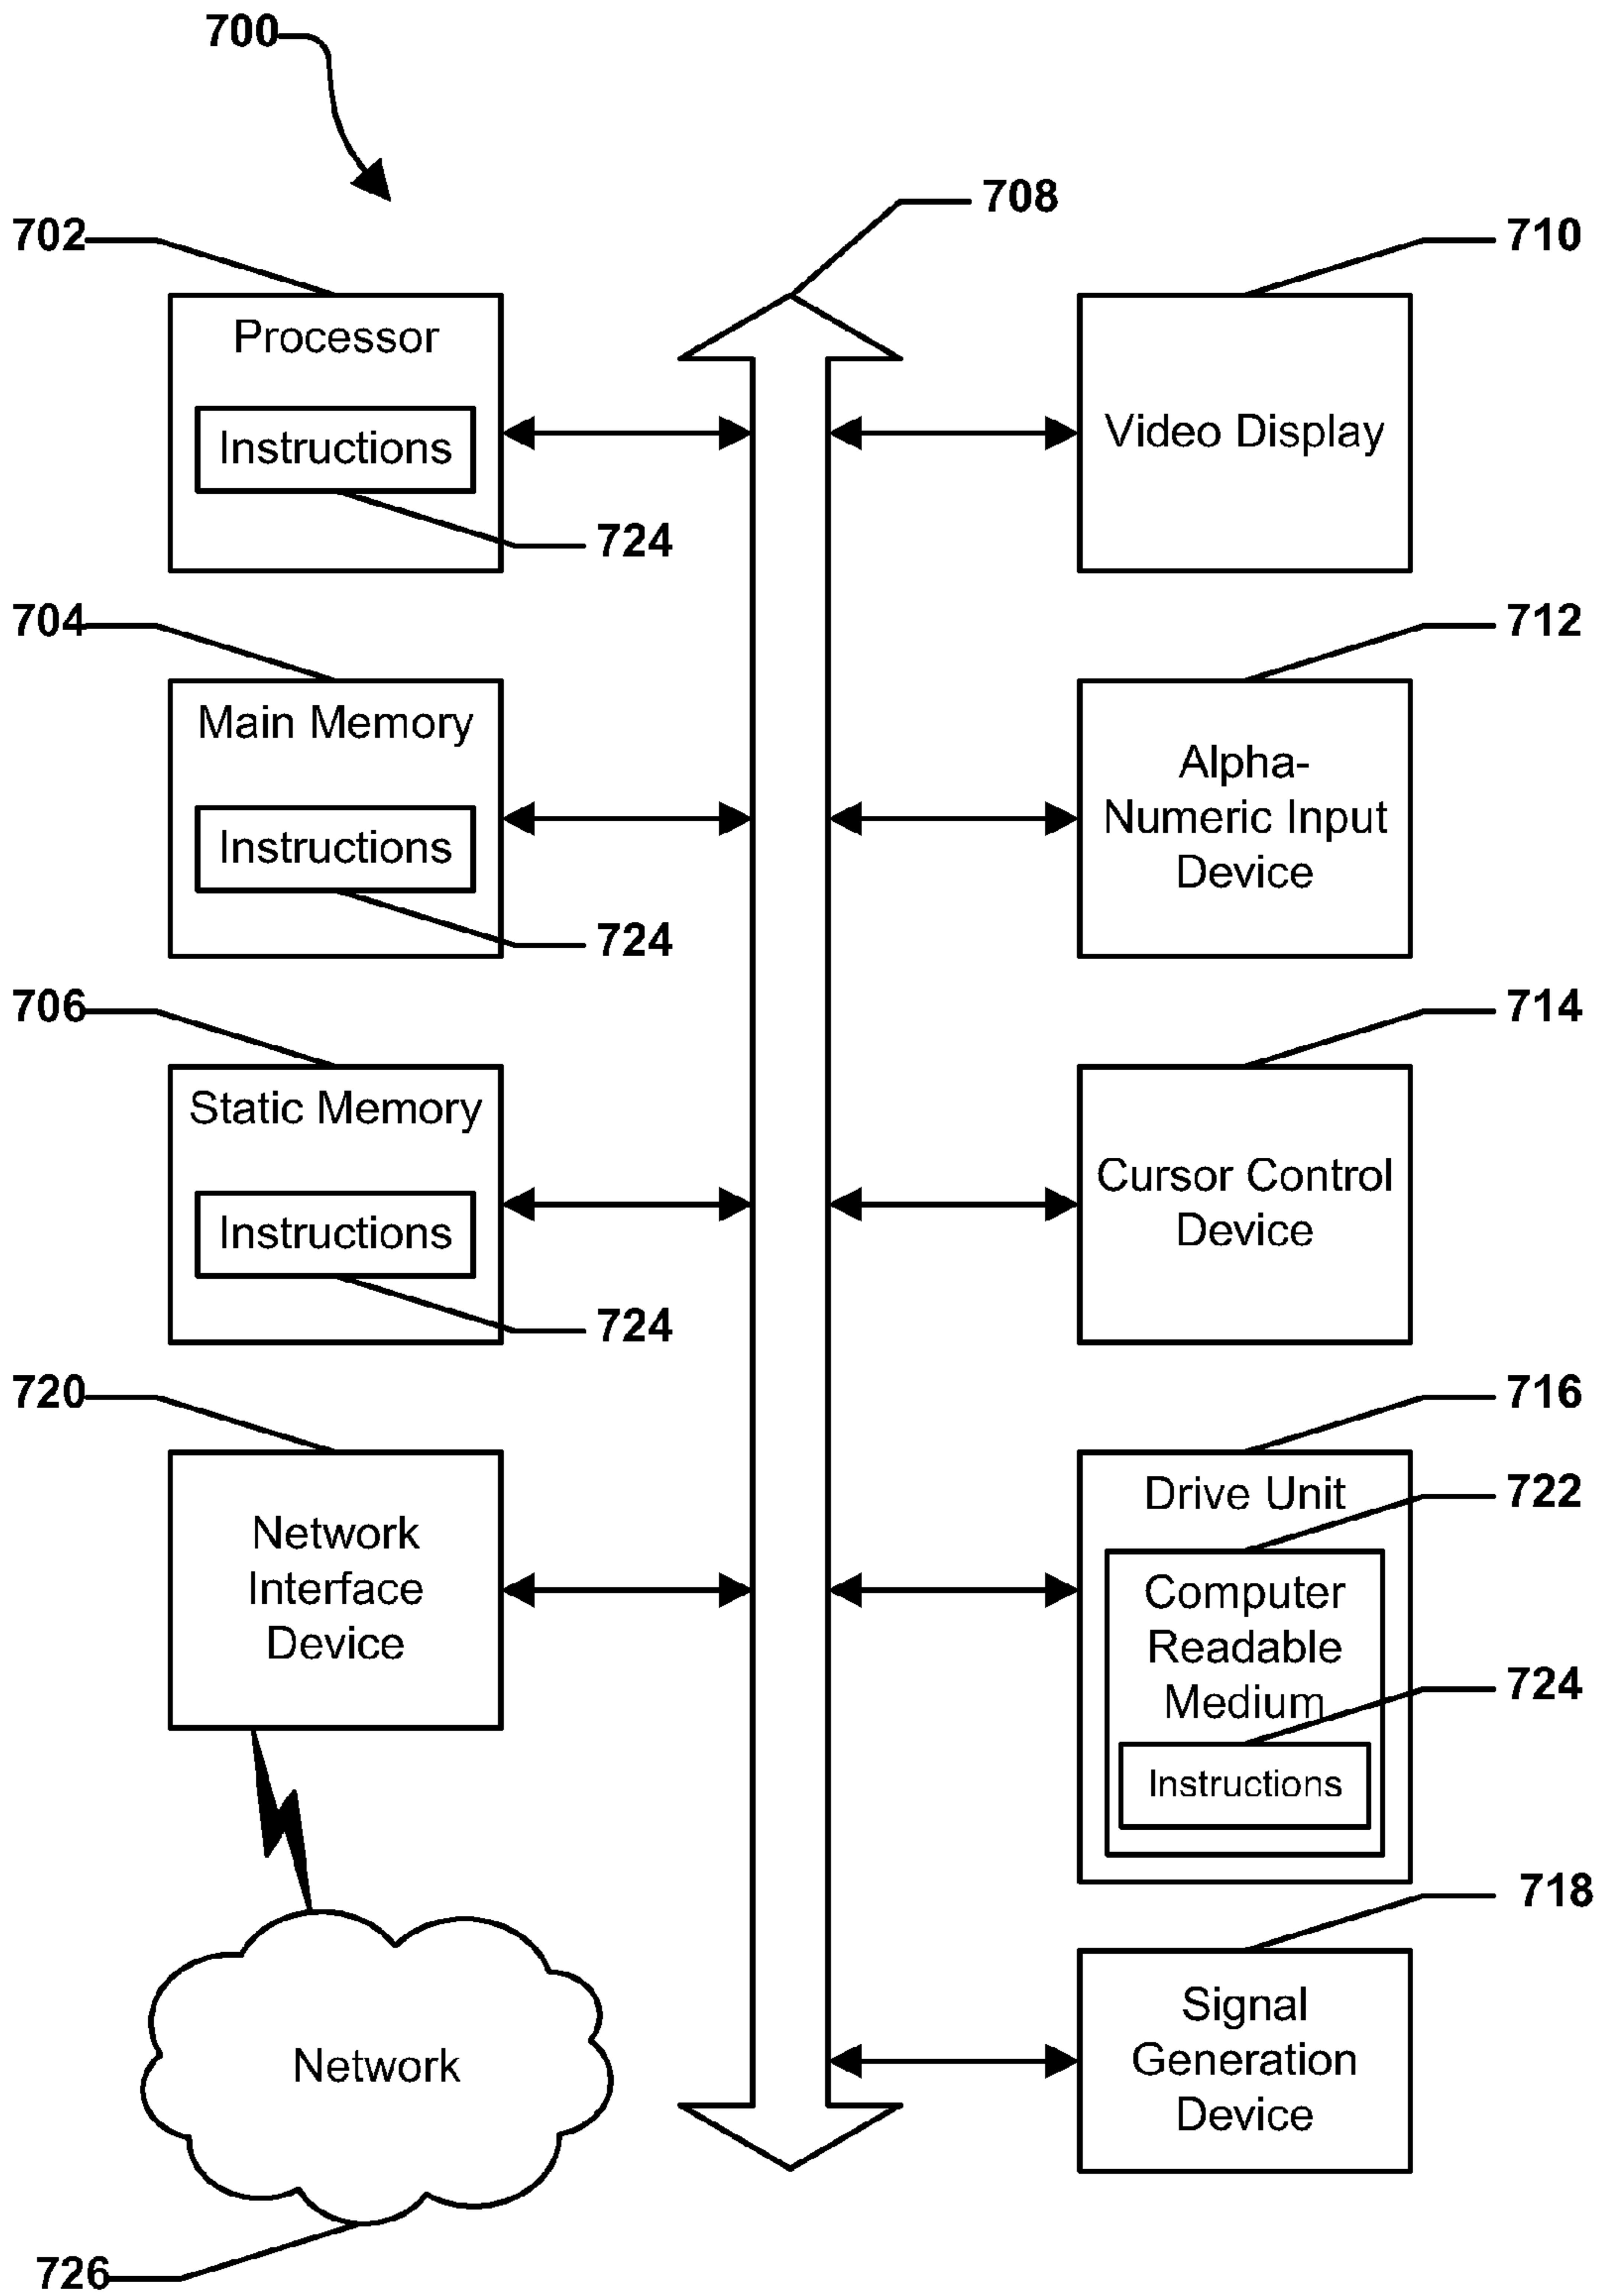 700
708
702
710
Processor
Instructions
724
Video Display
704
712
Main Memory
Instructions
724
Alpha-
Numeric Input
Device
706
714
Static Memory
Instructions
724
Cursor Control
Device
720
716
Network
Interface
Device
Drive Unit
722
Computer
Readable
Medium
724
Instructions
718
Signal
Generation
Device
Network
726